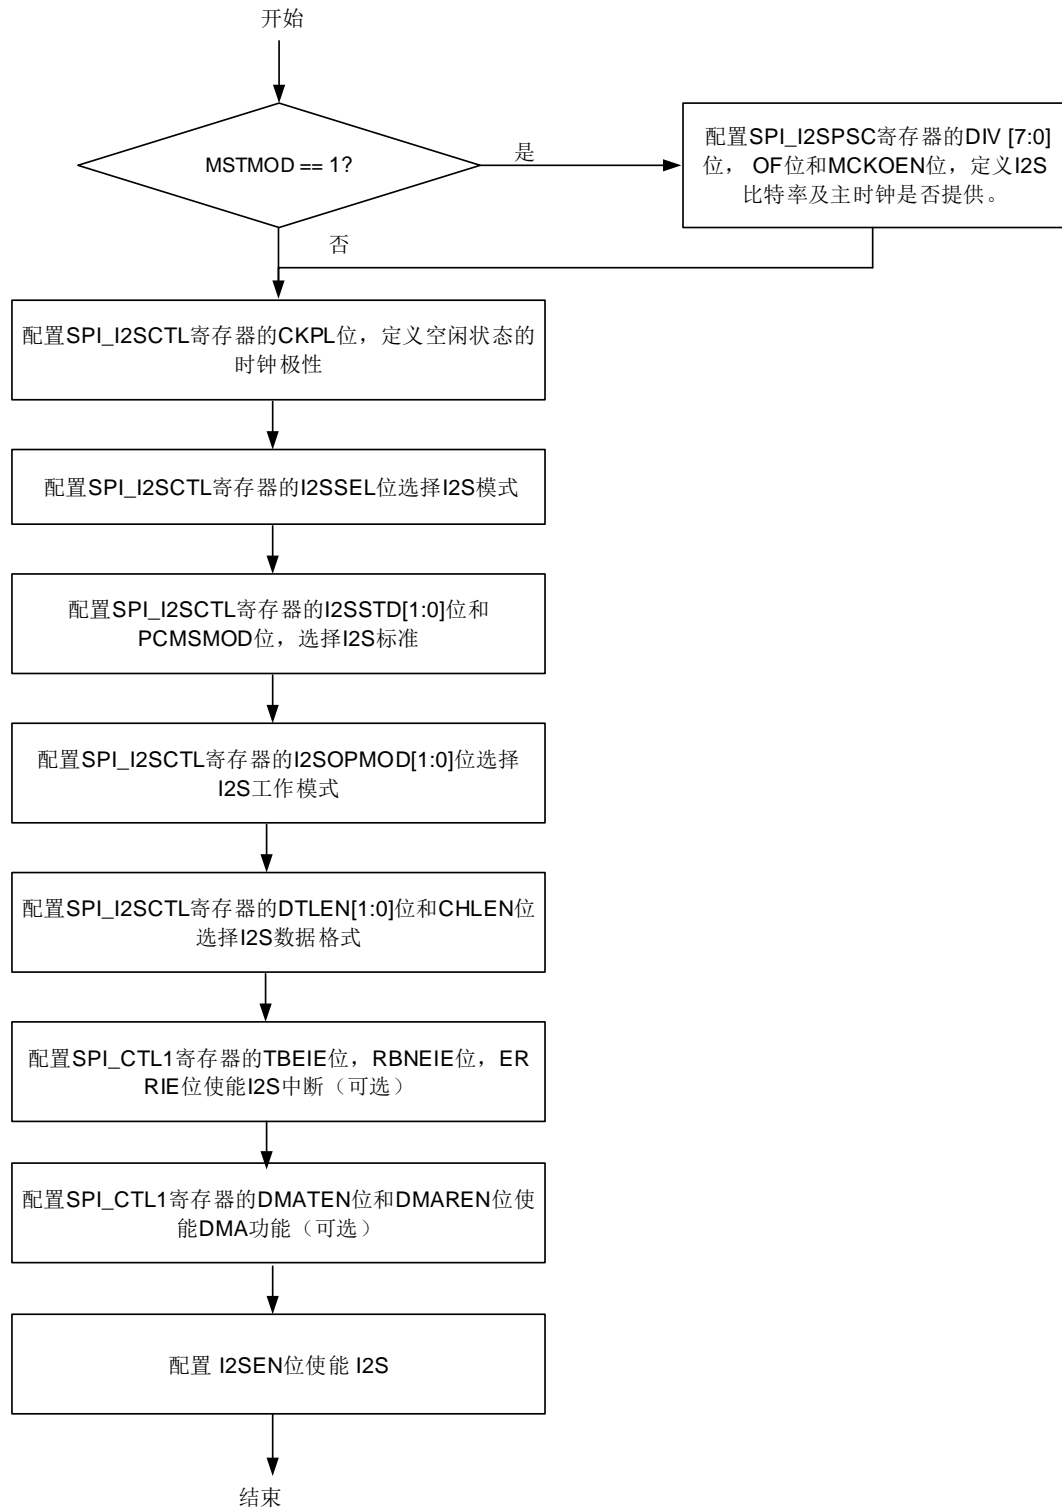 开始
MSTMOD == 1?
是
配置SPI_I2SPSC寄存器的DIV [7:0]
位， OF位和MCKOEN位，定义I2S
比特率及主时钟是否提供。
否
配置SPI_I2SCTL寄存器的CKPL位，定义空闲状态的
时钟极性
配置SPI_I2SCTL寄存器的I2SSEL位选择I2S模式
配置SPI_I2SCTL寄存器的I2SSTD[1:0]位和
PCMSMOD位，选择I2S标准
配置SPI_I2SCTL寄存器的I2SOPMOD[1:0]位选择
I2S工作模式
配置SPI_I2SCTL寄存器的DTLEN[1:0]位和CHLEN位
选择I2S数据格式
配置SPI_CTL1寄存器的TBEIE位，RBNEIE位，ER
RIE位使能I2S中断（可选）
配置SPI_CTL1寄存器的DMATEN位和DMAREN位使
能DMA功能（可选）
配置 I2SEN位使能 I2S
结束